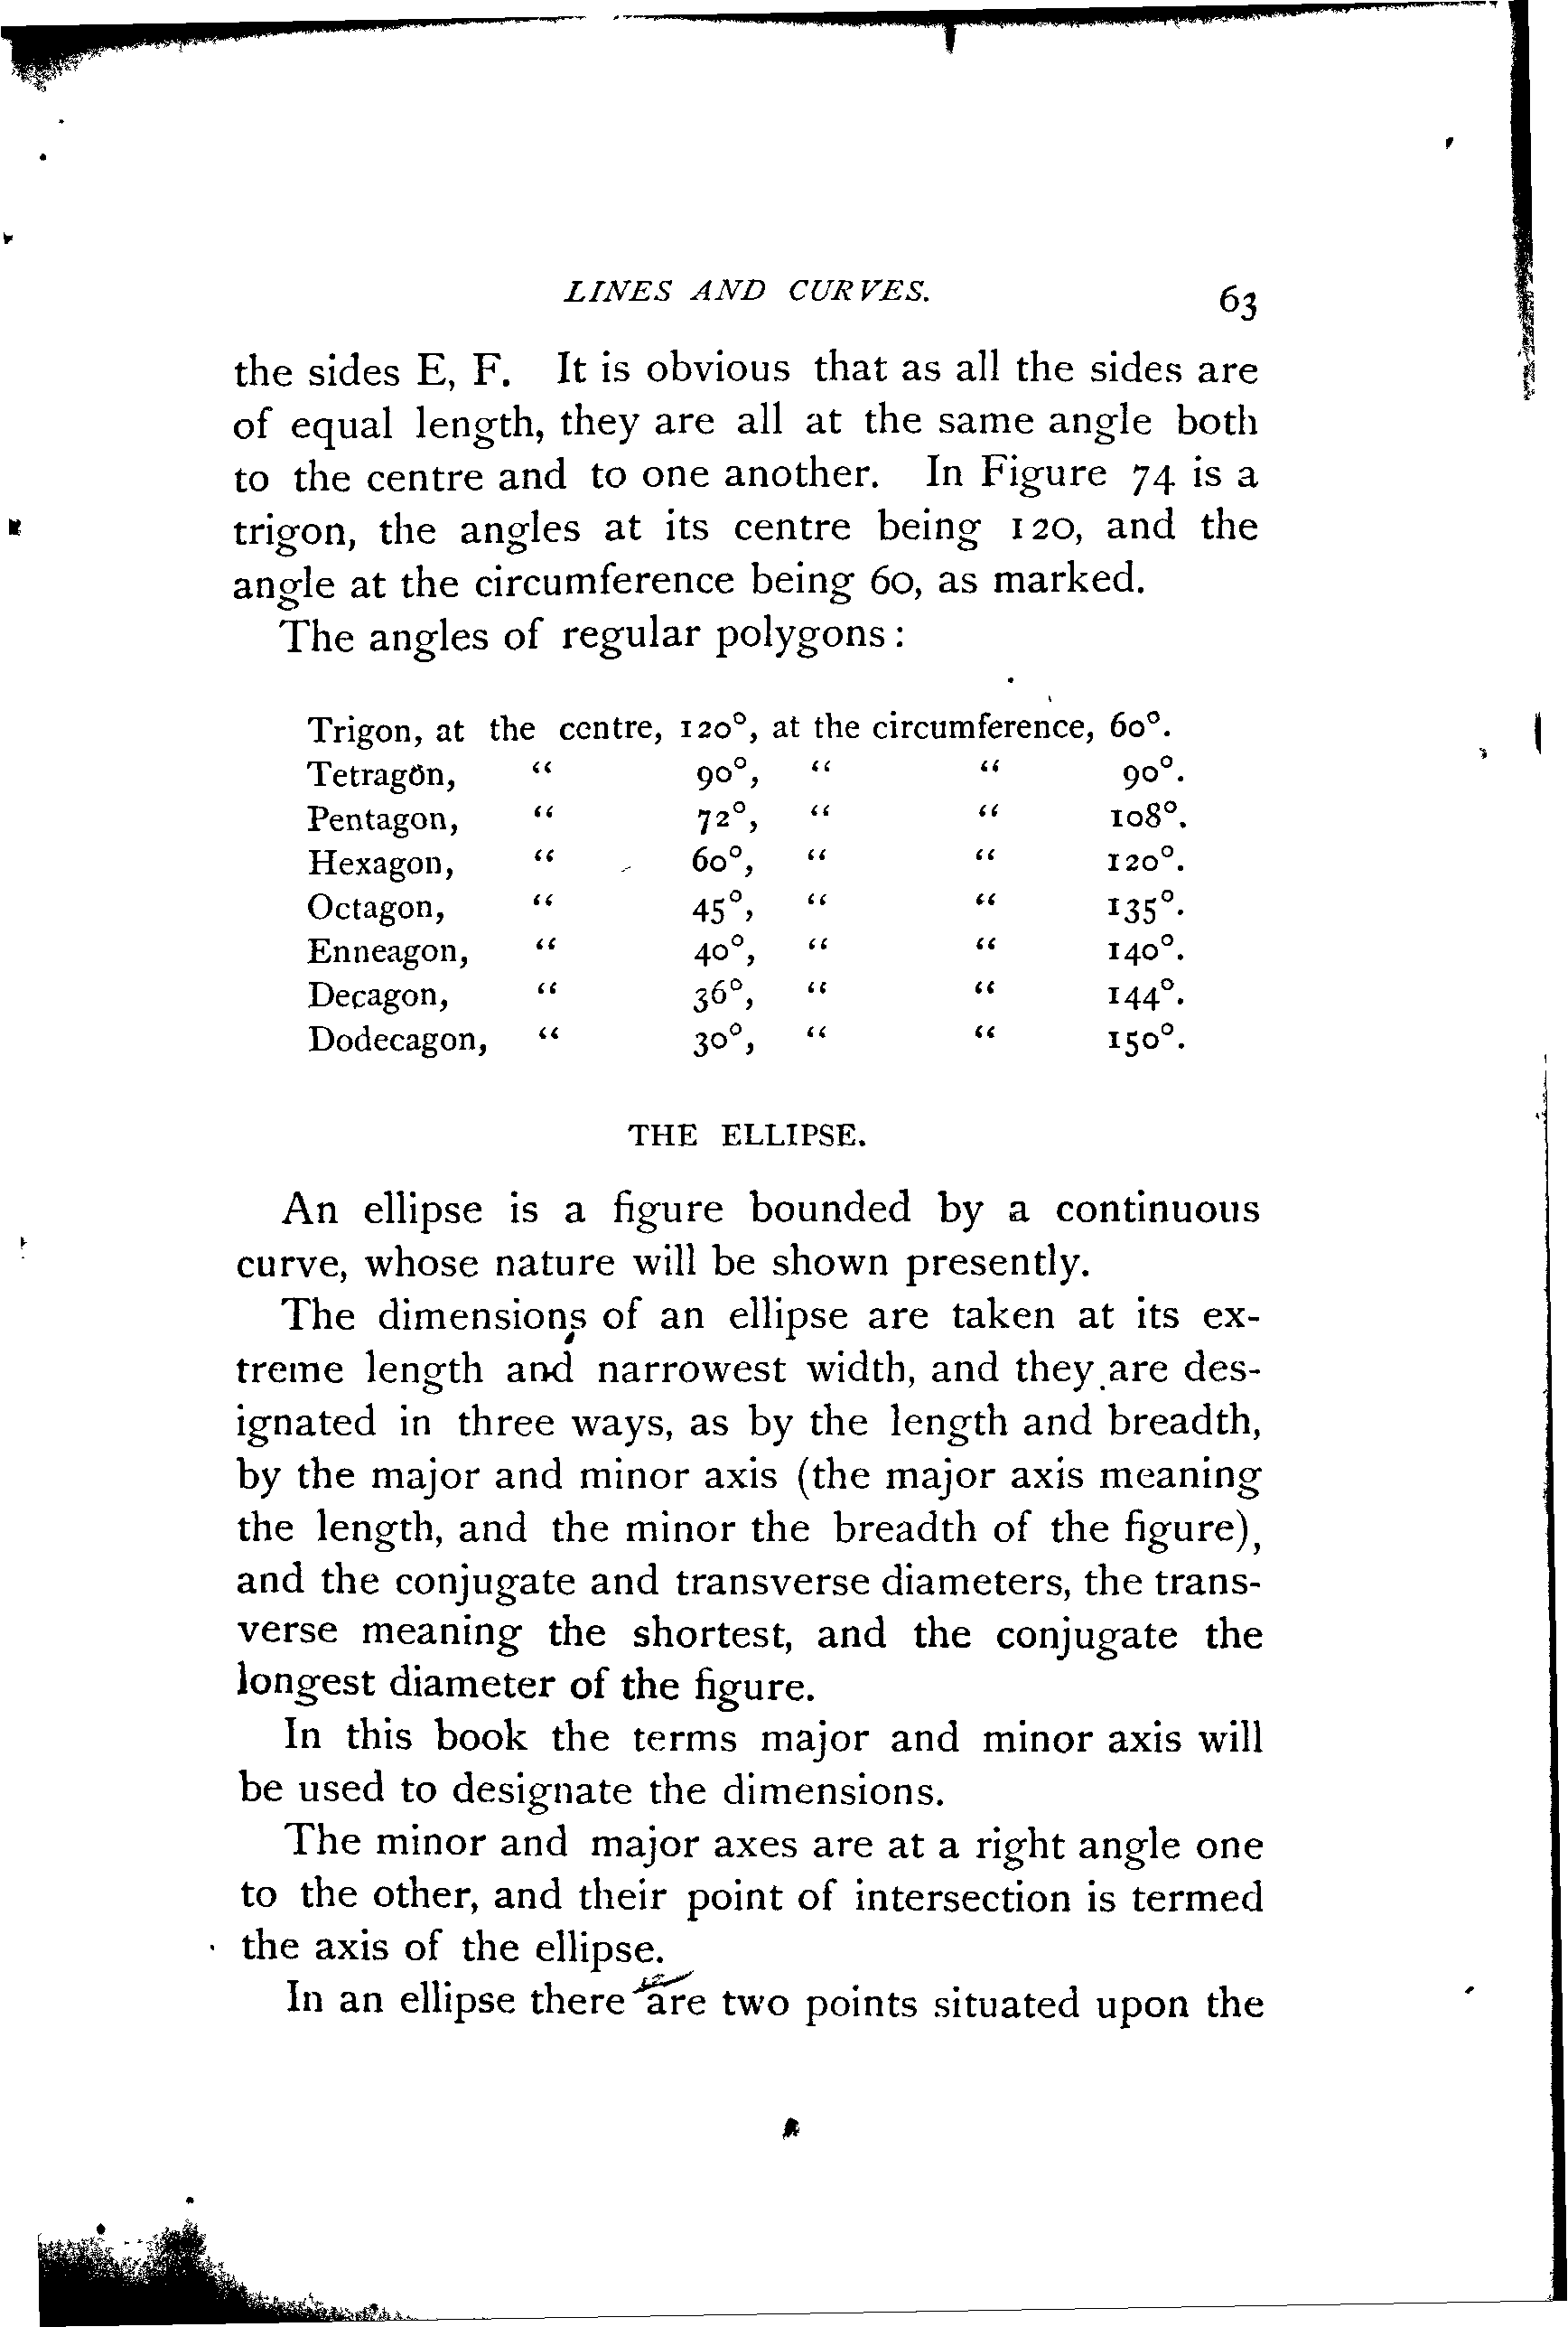 LINES AND CURVES. 63
the sides E, F. It is obvious that as all the sides are
of equal length, they are all at the same angle both
to the centre and to one another. In Figure 74 is a
trigon, the angles at its centre being 120, and the
angle at the circumference being 60, as marked.
The angles of regular polygons:
Trigon, at the centre, 120°, at the circumference, 60°.
Tetragon, “ 90°, “ “ 90°.
Pentagon, “ 72°, “ “ 108°.
Hexagon, “ 60°, “ “ 120°.
Octagon, “ 45°, “ “ 135°.
Enneagon, “ 40°, “ “ 140°.
Decagon, “ 36°, “ “ 144°.
Dodecagon, “ 30°, “ “ 150°.
THE ELLIPSE.
An ellipse is a figure bounded by a continuous
curve, whose nature will be shown presently.
The dimensions of an ellipse are taken at its ex-
treme length and narrowest width, and they are des-
ignated in three ways, as by the length and breadth,
by the major and minor axis (the major axis meaning
the length, and the minor the breadth of the figure),
and the conjugate and transverse diameters, the trans-
verse meaning the shortest, and the conjugate the
longest diameter of the figure.
In this book the terms major and minor axis will
be used to designate the dimensions.
The minor and major axes are at a right angle one
to the other, and their point of intersection is termed
the axis of the ellipse.
In an ellipse there are two points situated upon the